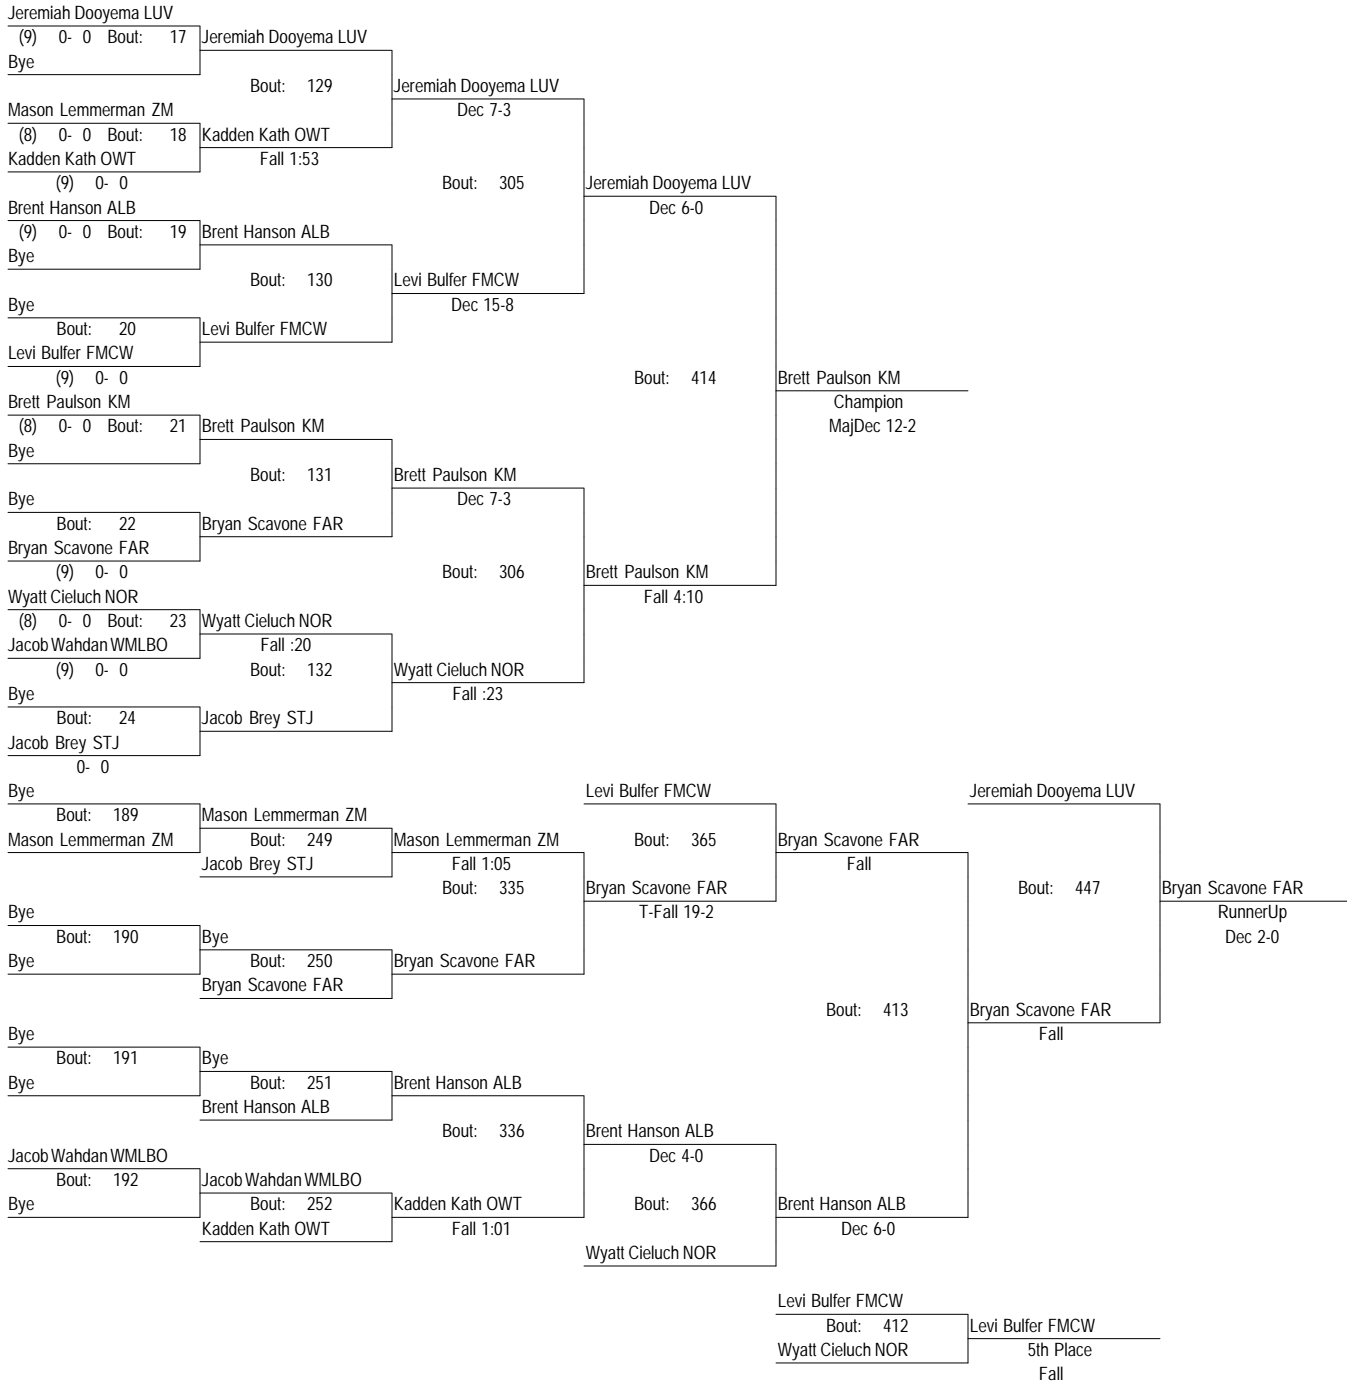 Jeremiah Dooyema LUV
(9) 0- 0 Bout: 17 Jeremiah Dooyema LUV
Bye
Bout: 129 Jeremiah Dooyema LUV
Mason Lemmerman ZM Dec 7-3
(8) 0- 0 Bout: 18 Kadden Kath OWT
Kadden Kath OWT Fall 1:53
(9) 0- 0 Bout: 305 Jeremiah Dooyema LUV
Brent Hanson ALB Dec 6-0
(9) 0- 0 Bout: 19 Brent Hanson ALB
Bye
Bout: 130 Levi Bulfer FMCW
Bye Dec 15-8
Bout: 20 Levi Bulfer FMCW
Levi Bulfer FMCW
(9) 0- 0 Bout: 414 Brett Paulson KM
Brett Paulson KM Champion
(8) 0- 0 Bout: 21 Brett Paulson KM MajDec 12-2
Bye
Bout: 131 Brett Paulson KM
Bye Dec 7-3
Bout: 22 Bryan Scavone FAR
Bryan Scavone FAR
(9) 0- 0 Bout: 306 Brett Paulson KM
Wyatt Cieluch NOR Fall 4:10
(8) 0- 0 Bout: 23 Wyatt Cieluch NOR
Jacob Wahdan WMLBO Fall :20
(9) 0- 0 Bout: 132 Wyatt Cieluch NOR
Bye Fall :23
Bout: 24 Jacob Brey STJ
Jacob Brey STJ
0- 0
Bye Levi Bulfer FMCW Jeremiah Dooyema LUV
Bout: 189 Mason Lemmerman ZM
Mason Lemmerman ZM Bout: 249 Mason Lemmerman ZM Bout: 365 Bryan Scavone FAR
Jacob Brey STJ Fall 1:05 Fall
Bout: 335 Bryan Scavone FAR Bout: 447 Bryan Scavone FAR
Bye T-Fall 19-2 RunnerUp
Bout: 190 Bye Dec 2-0
Bye Bout: 250 Bryan Scavone FAR
Bryan Scavone FAR
Bout: 413 Bryan Scavone FAR
Bye Fall
Bout: 191 Bye
Bye Bout: 251 Brent Hanson ALB
Brent Hanson ALB
Bout: 336 Brent Hanson ALB
Jacob Wahdan WMLBO Dec 4-0
Bout: 192 Jacob Wahdan WMLBO
Bye Bout: 252 Kadden Kath OWT Bout: 366 Brent Hanson ALB
Kadden Kath OWT Fall 1:01 Dec 6-0
Wyatt Cieluch NOR
Levi Bulfer FMCW
Bout: 412 Levi Bulfer FMCW
Wyatt Cieluch NOR 5th Place
Fall